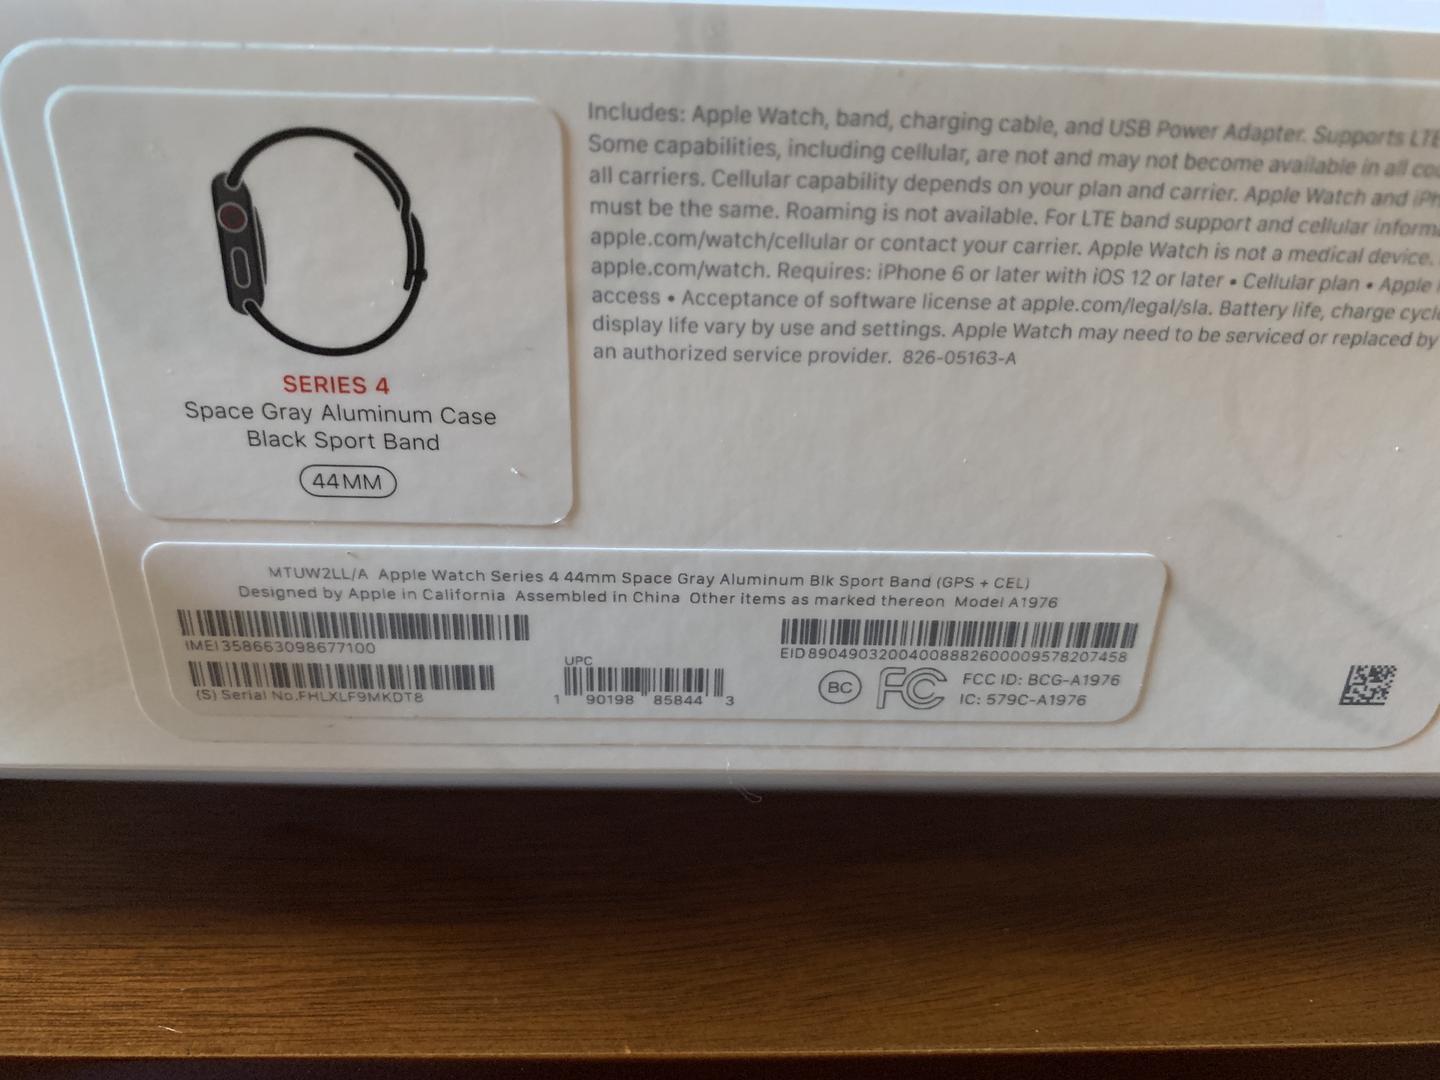 SERIES 4
Space Gray Aluminum Case
Black Sport Band
44MM
Includes: Apple Watch, band, charging cable, and USB Power Adapter. Supports LTE
Some capabilities, including cellular, are not and may not become available in all
all carriers. Cellular capability depends on your plan and carrier. Apple Watch and
must be the same. Roaming is not available. For LTE band support and cellular
apple.com/watch/cellular or contact your carrier. Apple Watch is not a medical device.
apple.com/watch. Requires: iPhone 6 or later with iOS 12 or later • Cellular plan • Apple
access • Acceptance of software license at apple.com/legal/sla. Battery life, charge
display life vary by use and settings. Apple Watch may need to be serviced or replaced by
an authorized service provider. 826-05163-A
MTUW2LL/A Apple Watch Series 4 44mm Space Gray Aluminum Blk Sport Band (GPS + CEL)
Designed by Apple in California Assembled in China Other items as marked thereon Model A1976
IMEI358663098677100
EID89049032004008882600009578207458
UPC
(S) Serial No.FHLXLF9MKDT8
1 90198 85844 3
BC FC FCC ID: BCG-A1976
IC: 579C-A1976